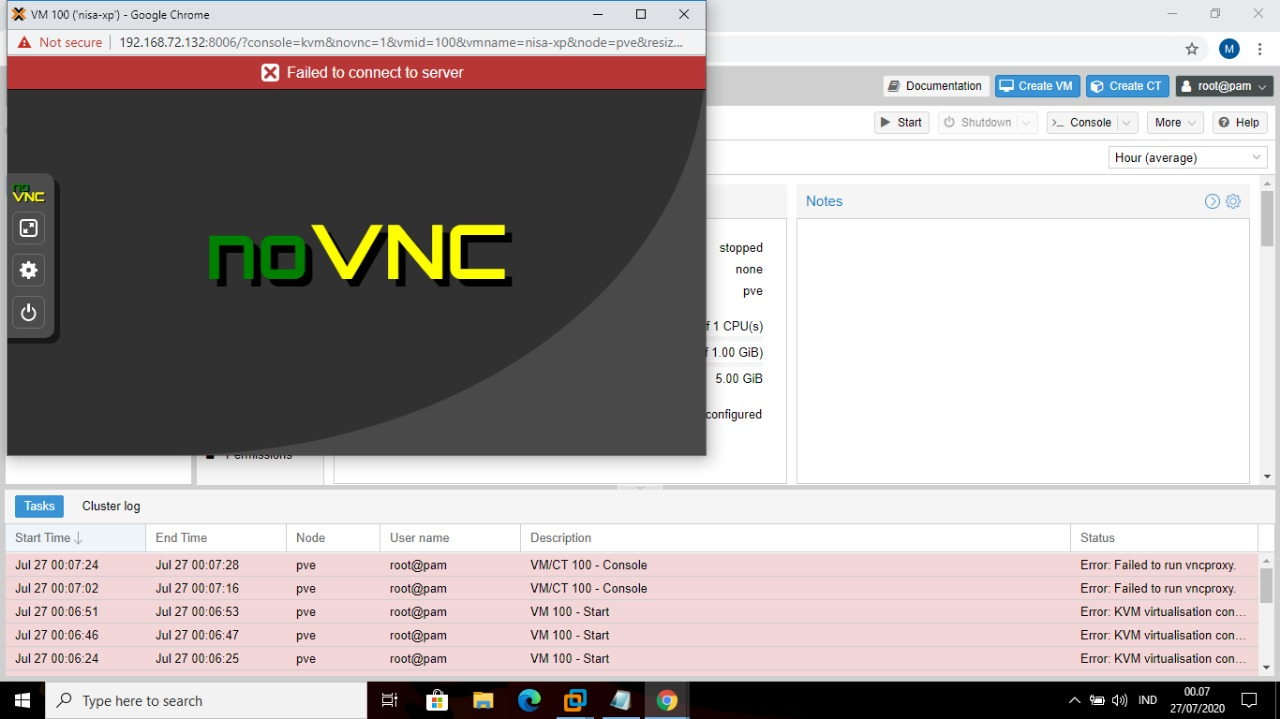 VM 100 ('nisa-xp') - Google Chrome
Not secure
192.168.72.132:8006/?console=kvm&novnc=1&vmid=100&vmname=nisa-xp&node=pve&resiz...
Failed to connect to server
M
Documentation
Create VM
Create CT
root@pam
Start
Shutdown
Console
More
Help
Hour (average)
no
VNC
noVNC
Notes
stopped
none
pve
f 1 CPU(s)
f 1.00 GiB)
5.00 GiB
configured
Permissions
Tasks
Cluster log
Start Time
End Time
Node
User name
Description
Status
Jul 27 00:07:24 Jul 27 00:07:28 pve root@pam VM/CT 100 - Console Error: Failed to run vncproxy.
Jul 27 00:07:02 Jul 27 00:07:16 pve root@pam VM/CT 100 - Console Error: Failed to run vncproxy.
Jul 27 00:06:51 Jul 27 00:06:53 pve root@pam VM 100 - Start Error: KVM virtualisation con...
Jul 27 00:06:46 Jul 27 00:06:47 pve root@pam VM 100 - Start Error: KVM virtualisation con...
Jul 27 00:06:24 Jul 27 00:06:25 pve root@pam VM 100 - Start Error: KVM virtualisation con...
Type here to search
IND
00.07
27/07/2020